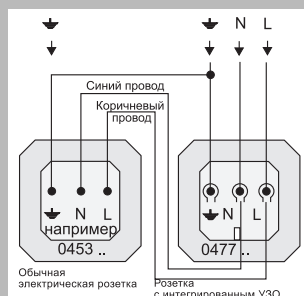 N L
Синий провод
Коричневый
провод
N L
например
0453 ..
N L
0477 ..
Обычная
электрическая розетка
Розетка
с интегрированным УЗО